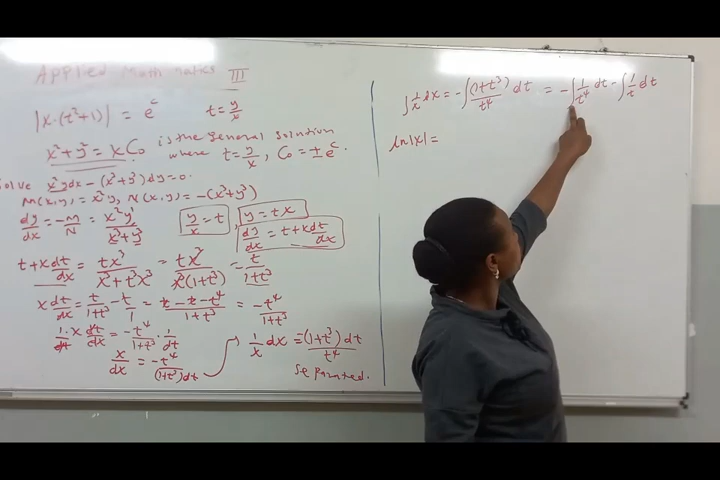 Applied Mathematics III
|x·(t²+1)| = e^c t = y/x
x²+y² = xC₀ is the general solution
where t = y/x, C₀ = ± e^c.
Solve x²y dx − (x³+y³)dy = 0.
M(x,y) = x²y, N(x,y) = −(x³+y³)
dy/dx = −M/N = x²y/x³+y³ y/x = t, y = tx
dy/dx = t + x dt/dx
t + x dt/dx = tx³/x³+t³x³ = tx³/x³(1+t³) = t/1+t³
x dt/dx = t/1+t³ − t/1 = t − t − t⁴/1+t³ = −t⁴/1+t³
1/dt · x dt/dx = −t⁴/1+t³ · 1/dt
x/dx = −t⁴/(1+t³)dt
1/x dx = −(1+t³)dt/t⁴
separated.
∫ 1/x dx = −∫ (1+t³)/t⁴ dt = −∫ 1/t⁴ dt − ∫ 1/t dt
ln|x| =